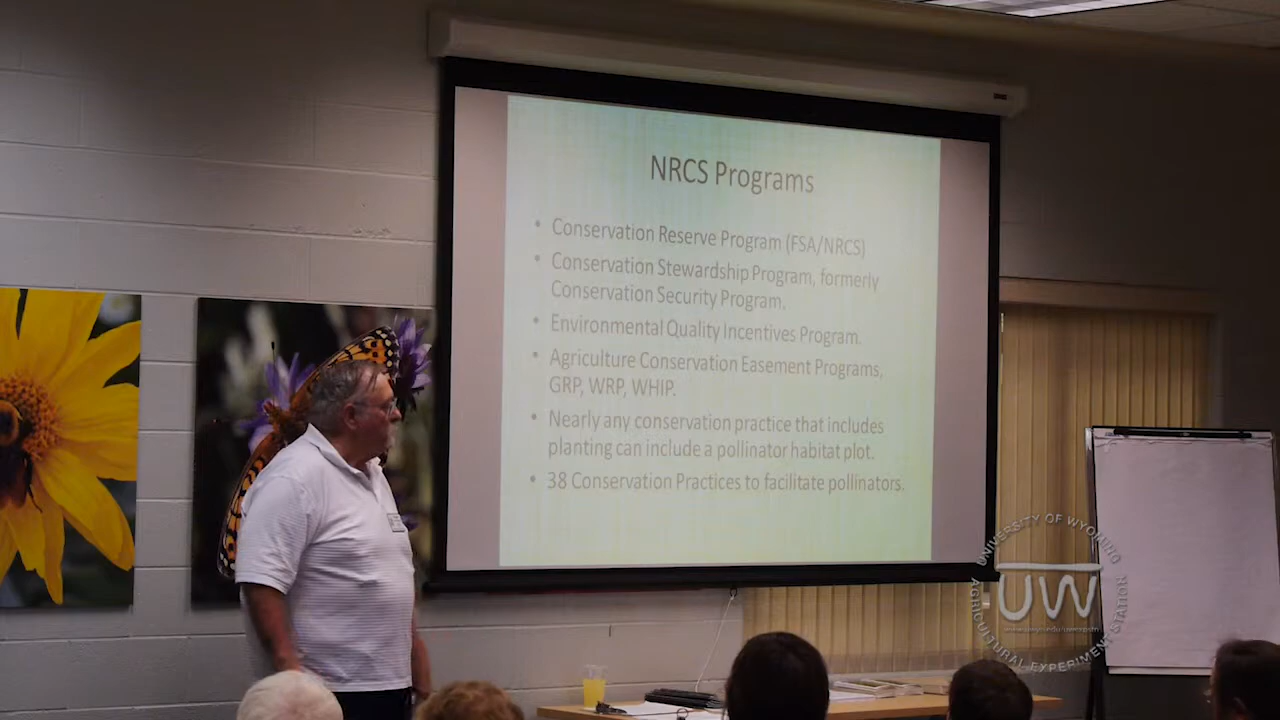 NRCS Programs
• Conservation Reserve Program (FSA/NRCS)
• Conservation Stewardship Program, formerly
Conservation Security Program.
• Environmental Quality Incentives Program.
• Agriculture Conservation Easement Programs,
GRP, WRP, WHIP.
• Nearly any conservation practice that includes
planting can include a pollinator habitat plot.
• 38 Conservation Practices to facilitate pollinators.
UNIVERSITY OF WYOMING
UW
AGRICULTURAL EXPERIMENT STATION